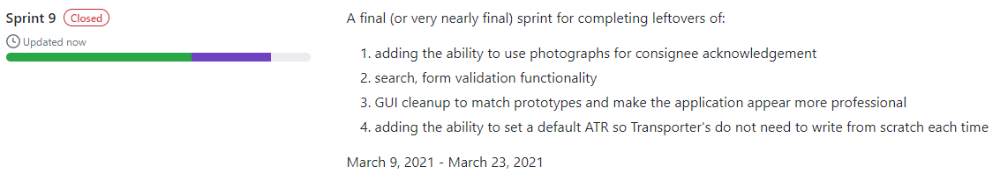 Sprint 9 Closed
Updated now
A final (or very nearly final) sprint for completing leftovers of:
1. adding the ability to use photographs for consignee acknowledgement
2. search, form validation functionality
3. GUI cleanup to match prototypes and make the application appear more professional
4. adding the ability to set a default ATR so Transporter's do not need to write from scratch each time
March 9, 2021 - March 23, 2021